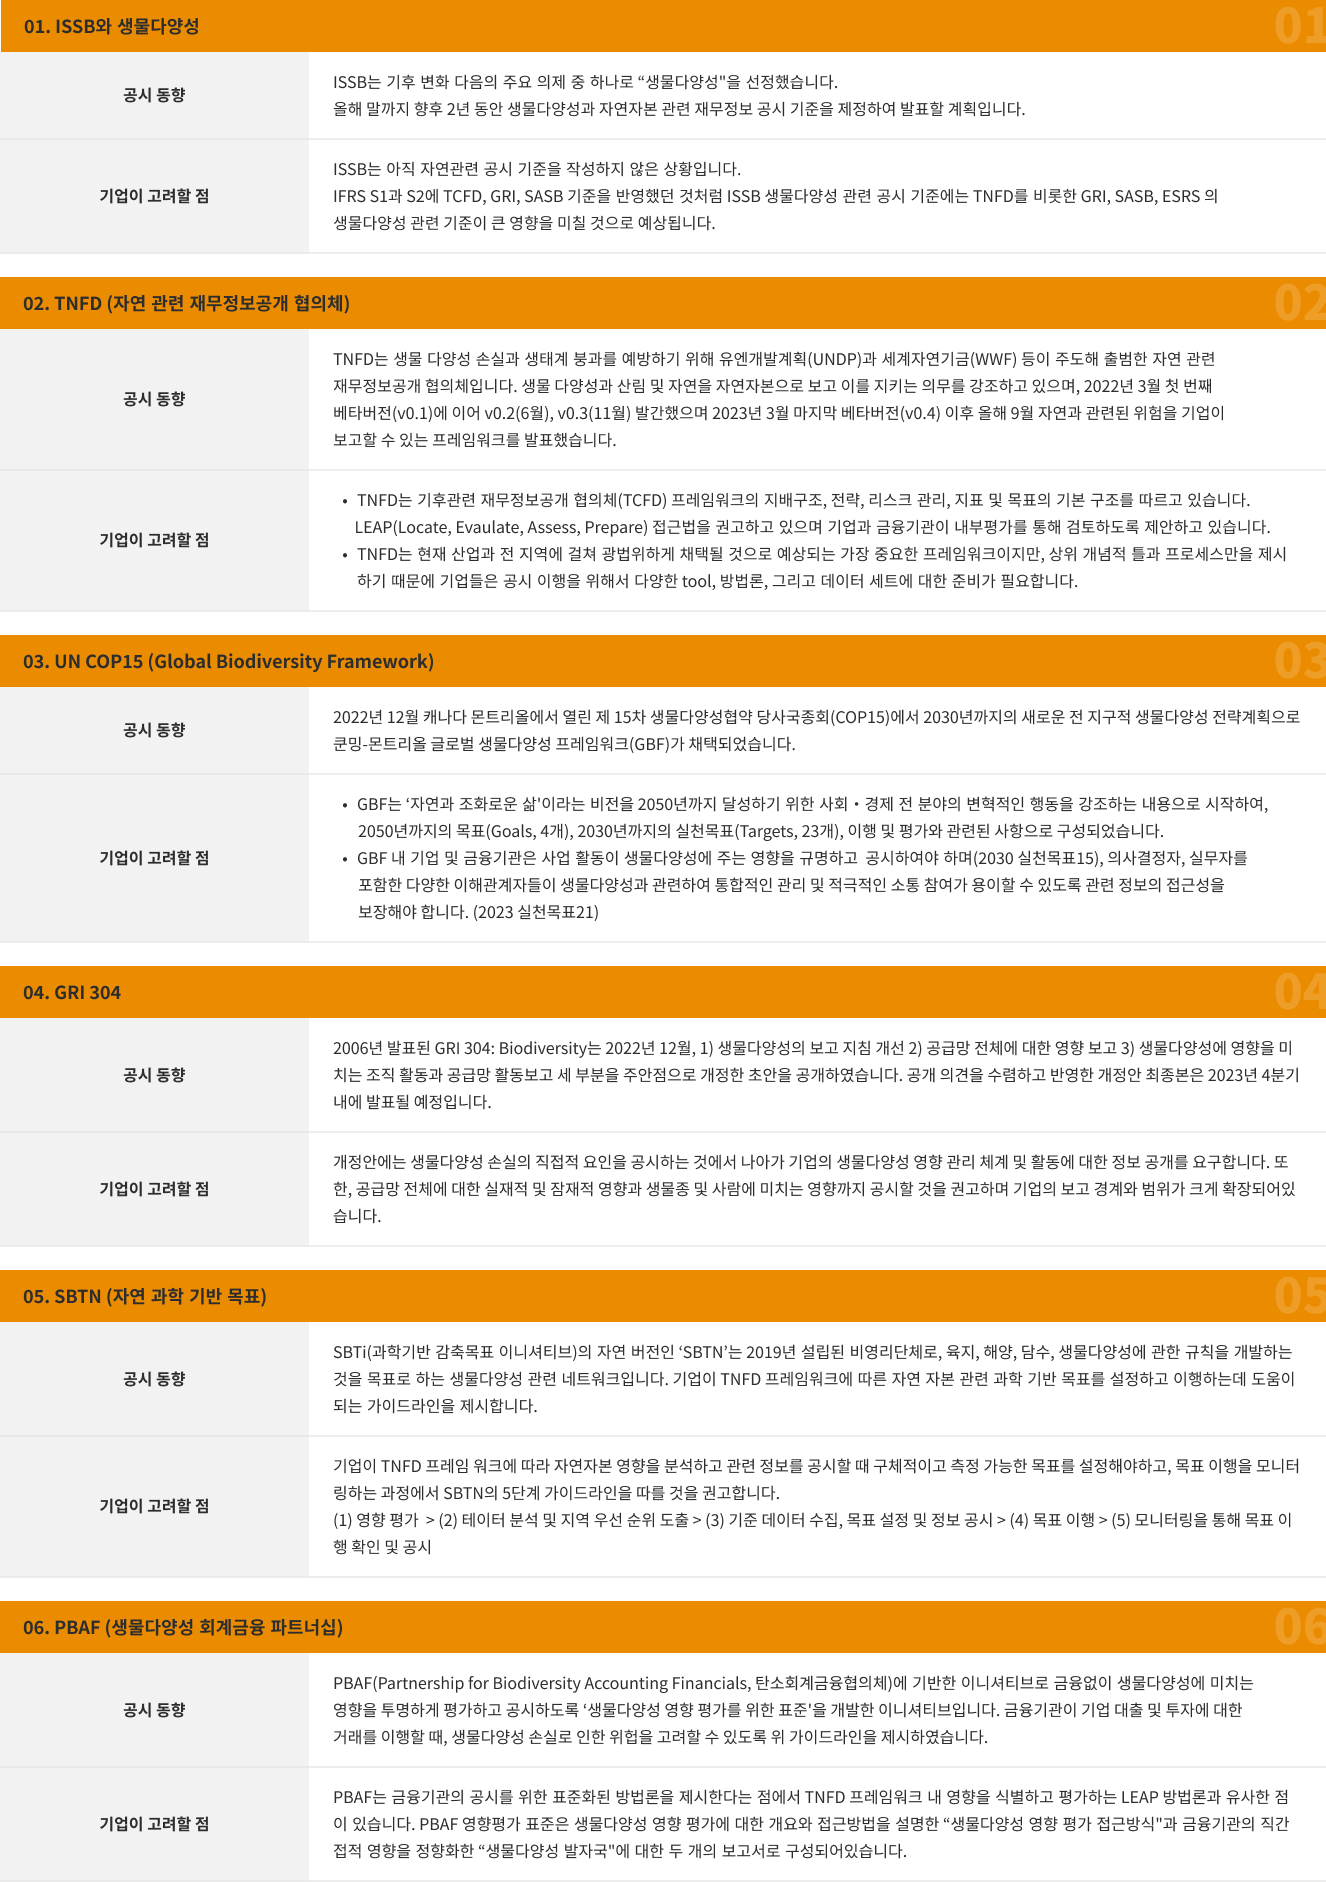 01. ISSB와 생물다양성
01
공시 동향
ISSB는 기후 변화 다음의 주요 의제 중 하나로 “생물다양성"을 선정했습니다.
올해 말까지 향후 2년 동안 생물다양성과 자연자본 관련 재무정보 공시 기준을 제정하여 발표할 계획입니다.
기업이 고려할 점
ISSB는 아직 자연관련 공시 기준을 작성하지 않은 상황입니다.
IFRS S1과 S2에 TCFD, GRI, SASB 기준을 반영했던 것처럼 ISSB 생물다양성 관련 공시 기준에는 TNFD를 비롯한 GRI, SASB, ESRS 의
생물다양성 관련 기준이 큰 영향을 미칠 것으로 예상됩니다.
02. TNFD (자연 관련 재무정보공개 협의체)
02
공시 동향
TNFD는 생물 다양성 손실과 생태계 붕과를 예방하기 위해 유엔개발계획(UNDP)과 세계자연기금(WWF) 등이 주도해 출범한 자연 관련
재무정보공개 협의체입니다. 생물 다양성과 산림 및 자연을 자연자본으로 보고 이를 지키는 의무를 강조하고 있으며, 2022년 3월 첫 번째
베타버전(v0.1)에 이어 v0.2(6월), v0.3(11월) 발간했으며 2023년 3월 마지막 베타버전(v0.4) 이후 올해 9월 자연과 관련된 위험을 기업이
보고할 수 있는 프레임워크를 발표했습니다.
기업이 고려할 점
• TNFD는 기후관련 재무정보공개 협의체(TCFD) 프레임워크의 지배구조, 전략, 리스크 관리, 지표 및 목표의 기본 구조를 따르고 있습니다.
LEAP(Locate, Evaulate, Assess, Prepare) 접근법을 권고하고 있으며 기업과 금융기관이 내부평가를 통해 검토하도록 제안하고 있습니다.
• TNFD는 현재 산업과 전 지역에 걸쳐 광법위하게 채택될 것으로 예상되는 가장 중요한 프레임워크이지만, 상위 개념적 틀과 프로세스만을 제시
하기 때문에 기업들은 공시 이행을 위해서 다양한 tool, 방법론, 그리고 데이터 세트에 대한 준비가 필요합니다.
03. UN COP15 (Global Biodiversity Framework)
03
공시 동향
2022년 12월 캐나다 몬트리올에서 열린 제 15차 생물다양성협약 당사국종회(COP15)에서 2030년까지의 새로운 전 지구적 생물다양성 전략계획으로
쿤밍-몬트리올 글로벌 생물다양성 프레임워크(GBF)가 채택되었습니다.
기업이 고려할 점
• GBF는 ‘자연과 조화로운 삶'이라는 비전을 2050년까지 달성하기 위한 사회・경제 전 분야의 변혁적인 행동을 강조하는 내용으로 시작하여,
2050년까지의 목표(Goals, 4개), 2030년까지의 실천목표(Targets, 23개), 이행 및 평가와 관련된 사항으로 구성되었습니다.
• GBF 내 기업 및 금융기관은 사업 활동이 생물다양성에 주는 영향을 규명하고  공시하여야 하며(2030 실천목표15), 의사결정자, 실무자를
포함한 다양한 이해관계자들이 생물다양성과 관련하여 통합적인 관리 및 적극적인 소통 참여가 용이할 수 있도록 관련 정보의 접근성을
보장해야 합니다. (2023 실천목표21)
04. GRI 304
04
공시 동향
2006년 발표된 GRI 304: Biodiversity는 2022년 12월, 1) 생물다양성의 보고 지침 개선 2) 공급망 전체에 대한 영향 보고 3) 생물다양성에 영향을 미
치는 조직 활동과 공급망 활동보고 세 부분을 주안점으로 개정한 초안을 공개하였습니다. 공개 의견을 수렴하고 반영한 개정안 최종본은 2023년 4분기
내에 발표될 예정입니다.
기업이 고려할 점
개정안에는 생물다양성 손실의 직접적 요인을 공시하는 것에서 나아가 기업의 생물다양성 영향 관리 체계 및 활동에 대한 정보 공개를 요구합니다. 또
한, 공급망 전체에 대한 실재적 및 잠재적 영향과 생물종 및 사람에 미치는 영향까지 공시할 것을 권고하며 기업의 보고 경계와 범위가 크게 확장되어있
습니다.
05. SBTN (자연 과학 기반 목표)
05
공시 동향
SBTi(과학기반 감축목표 이니셔티브)의 자연 버전인 ‘SBTN’는 2019년 설립된 비영리단체로, 육지, 해양, 담수, 생물다양성에 관한 규칙을 개발하는
것을 목표로 하는 생물다양성 관련 네트워크입니다. 기업이 TNFD 프레임워크에 따른 자연 자본 관련 과학 기반 목표를 설정하고 이행하는데 도움이
되는 가이드라인을 제시합니다.
기업이 고려할 점
기업이 TNFD 프레임 워크에 따라 자연자본 영향을 분석하고 관련 정보를 공시할 때 구체적이고 측정 가능한 목표를 설정해야하고, 목표 이행을 모니터
링하는 과정에서 SBTN의 5단계 가이드라인을 따를 것을 권고합니다.
(1) 영향 평가  > (2) 테이터 분석 및 지역 우선 순위 도출 > (3) 기준 데이터 수집, 목표 설정 및 정보 공시 > (4) 목표 이행 > (5) 모니터링을 통해 목표 이
행 확인 및 공시
06. PBAF (생물다양성 회계금융 파트너십)
06
공시 동향
PBAF(Partnership for Biodiversity Accounting Financials, 탄소회계금융협의체)에 기반한 이니셔티브로 금융없이 생물다양성에 미치는
영향을 투명하게 평가하고 공시하도록 ‘생물다양성 영향 평가를 위한 표준'을 개발한 이니셔티브입니다. 금융기관이 기업 대출 및 투자에 대한
거래를 이행할 때, 생물다양성 손실로 인한 위헙을 고려할 수 있도록 위 가이드라인을 제시하였습니다.
기업이 고려할 점
PBAF는 금융기관의 공시를 위한 표준화된 방법론을 제시한다는 점에서 TNFD 프레임워크 내 영향을 식별하고 평가하는 LEAP 방법론과 유사한 점
이 있습니다. PBAF 영향평가 표준은 생물다양성 영향 평가에 대한 개요와 접근방법을 설명한 “생물다양성 영향 평가 접근방식"과 금융기관의 직간
접적 영향을 정향화한 “생물다양성 발자국"에 대한 두 개의 보고서로 구성되어있습니다.